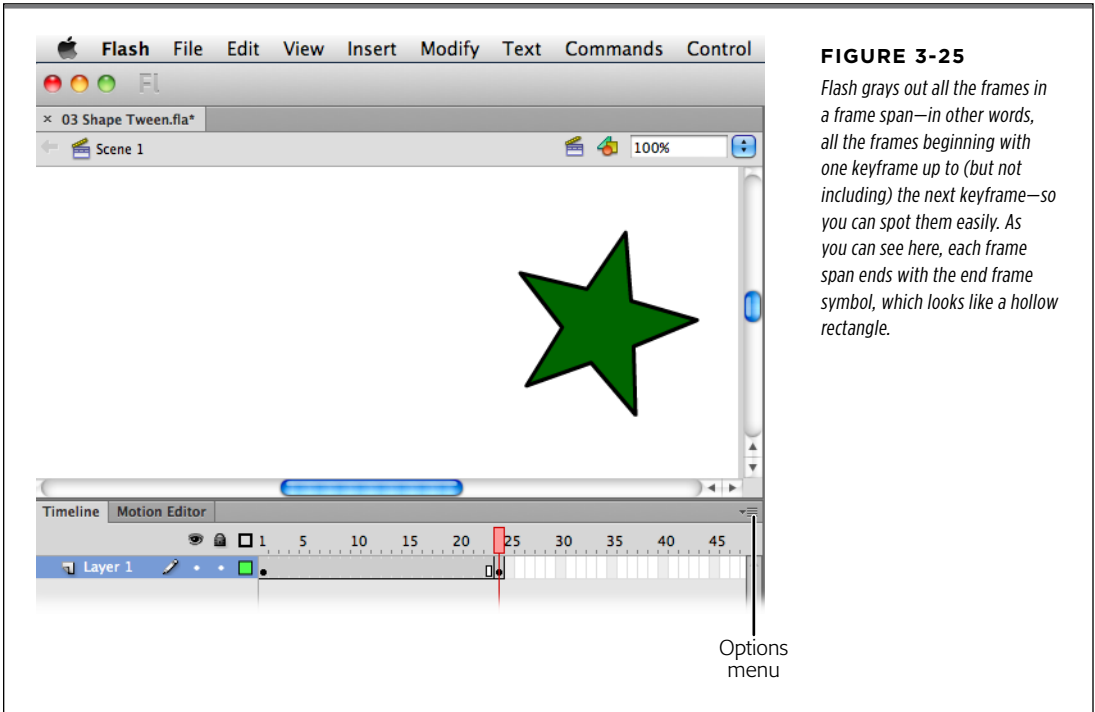 Flash File Edit View Insert Modify Text Commands Control
Fl
× 03 Shape Tween.fla*
Scene 1
100%
Timeline Motion Editor
1 5 10 15 20 25 30 35 40 45
Layer 1
Options
menu
FIGURE 3-25
Flash grays out all the frames in
a frame span—in other words,
all the frames beginning with
one keyframe up to (but not
including) the next keyframe—so
you can spot them easily. As
you can see here, each frame
span ends with the end frame
symbol, which looks like a hollow
rectangle.